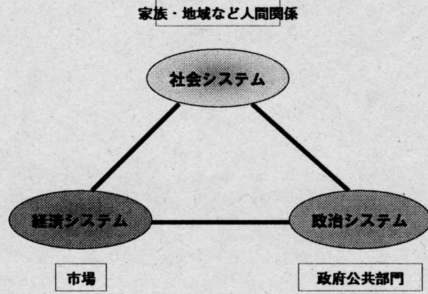 家族・地域など人間関係
社会システム
経済システム
政治システム
市場
政府公共部門